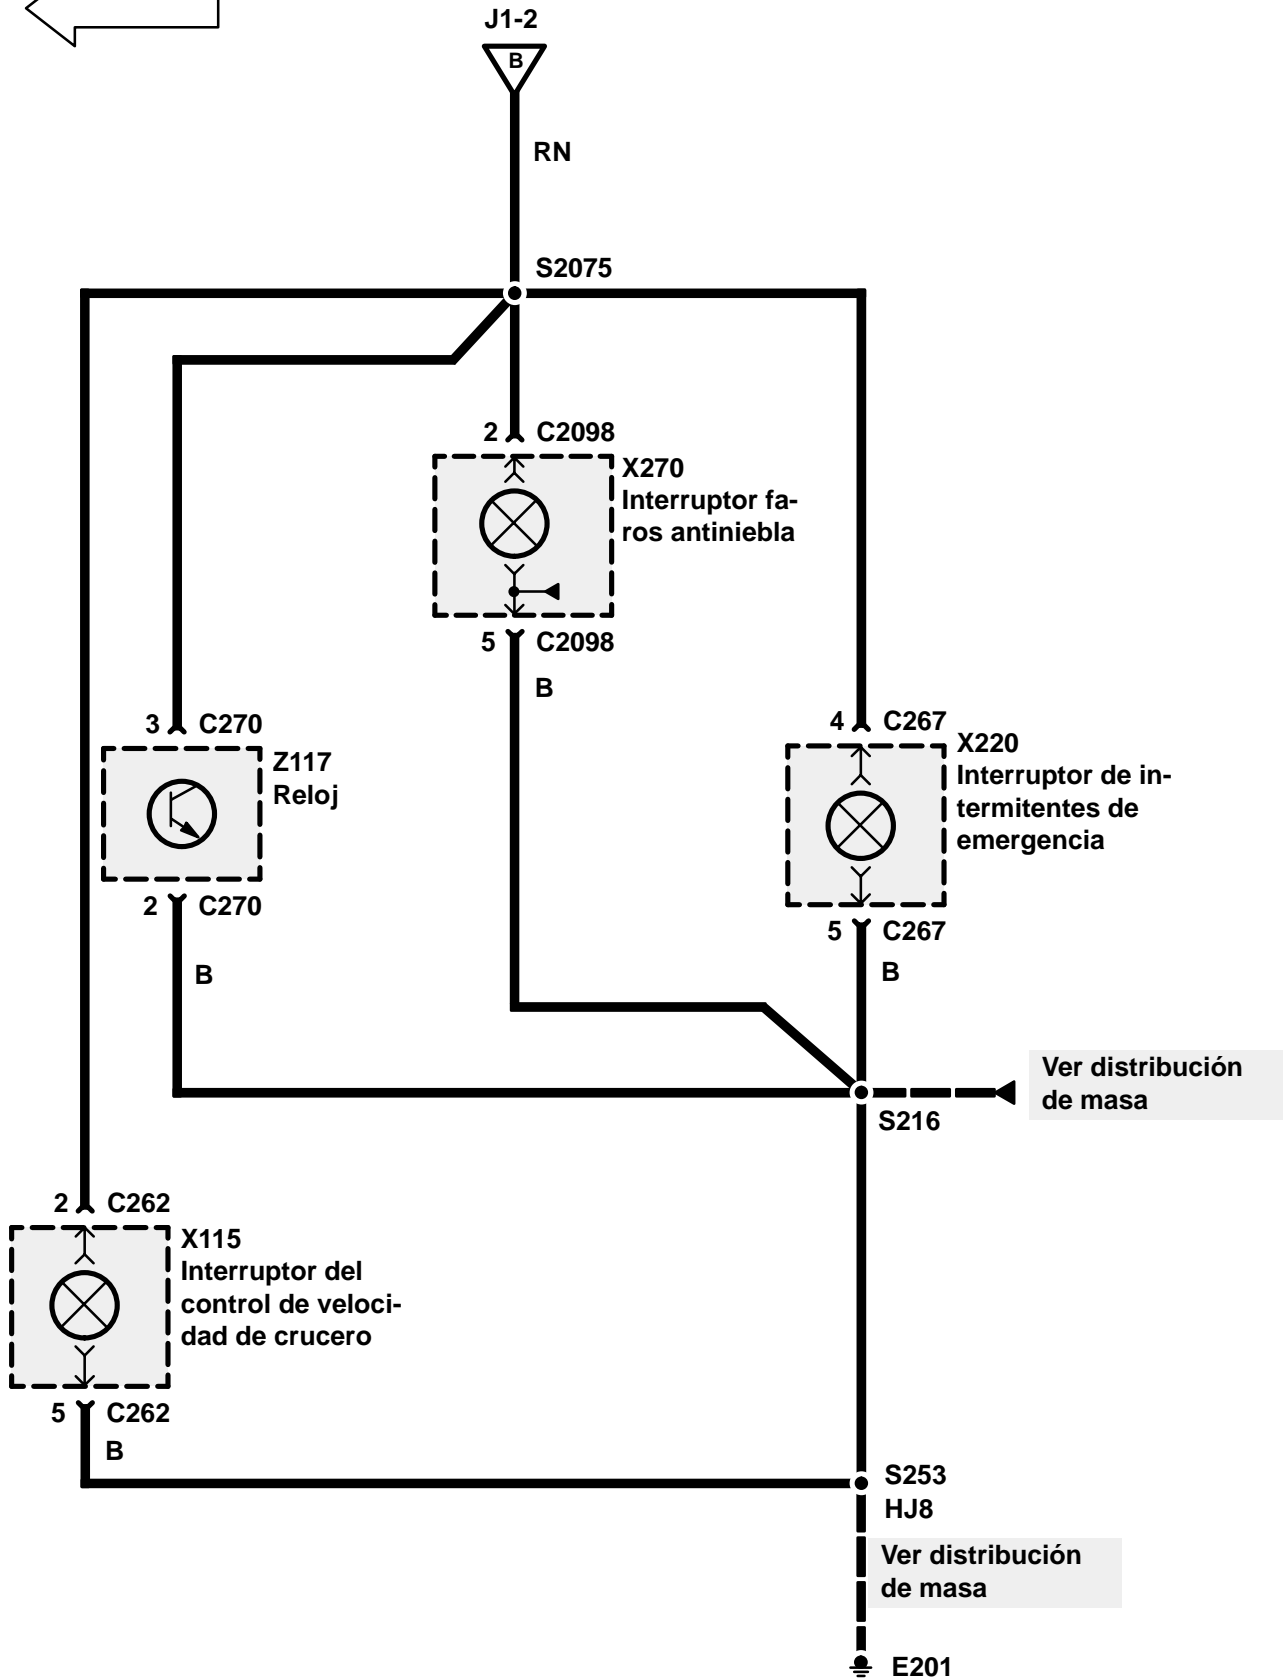 J1-2
B
RN
S2075
2 C2098
X270
Interruptor fa-
ros antiniebla
5 C2098
B
3 C270
Z117
Reloj
2 C270
B
4 C267
X220
Interruptor de in-
termitentes de
emergencia
5 C267
B
Ver distribución
de masa
S216
2 C262
X115
Interruptor del
control de veloci-
dad de crucero
5 C262
B
S253
HJ8
Ver distribución
de masa
E201